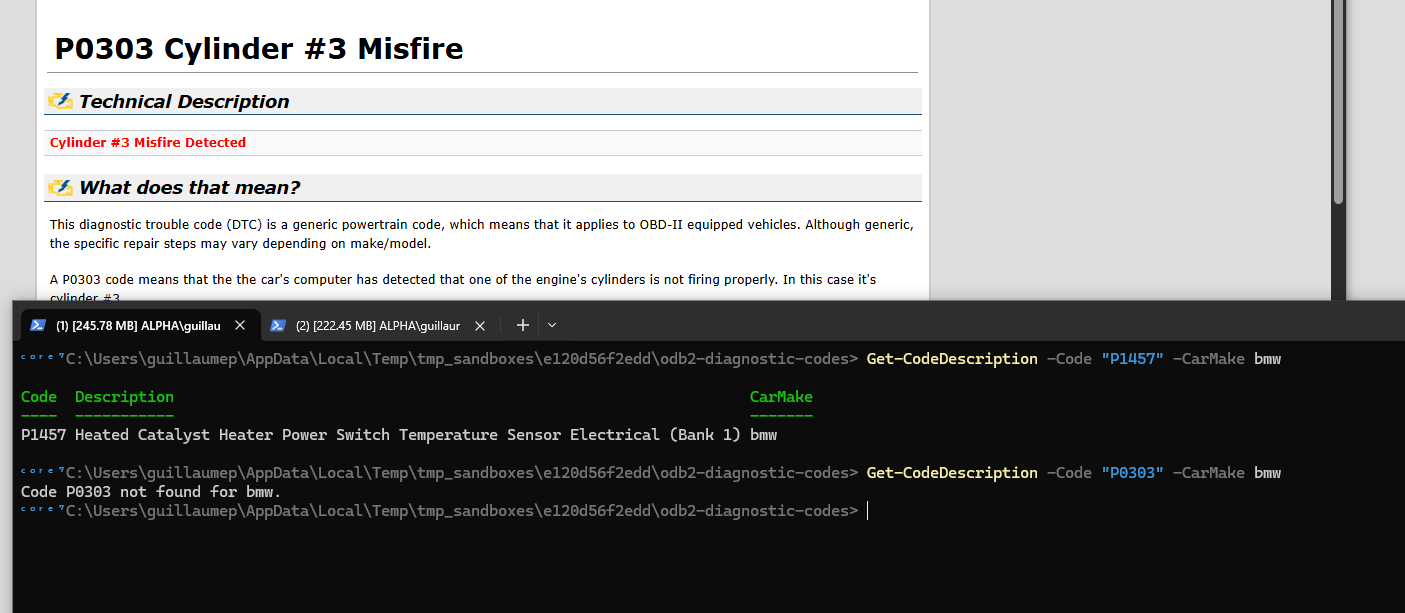 P0303 Cylinder #3 Misfire
Technical Description
Cylinder #3 Misfire Detected
What does that mean?
This diagnostic trouble code (DTC) is a generic powertrain code, which means that it applies to OBD-II equipped vehicles. Although generic,
the specific repair steps may vary depending on make/model.
A P0303 code means that the the car's computer has detected that one of the engine's cylinders is not firing properly. In this case it's
cylinder #3
(1) [245.78 MB] ALPHA\guillau
(2) [222.45 MB] ALPHA\guillaur
C:\Users\guillaumep\AppData\Local\Temp\tmp_sandboxes\e120d56f2edd\odb2-diagnostic-codes> Get-CodeDescription -Code "P1457" -CarMake bmw
Code Description CarMake
---- ----------- -------
P1457 Heated Catalyst Heater Power Switch Temperature Sensor Electrical (Bank 1) bmw
C:\Users\guillaumep\AppData\Local\Temp\tmp_sandboxes\e120d56f2edd\odb2-diagnostic-codes> Get-CodeDescription -Code "P0303" -CarMake bmw
Code P0303 not found for bmw.
C:\Users\guillaumep\AppData\Local\Temp\tmp_sandboxes\e120d56f2edd\odb2-diagnostic-codes>